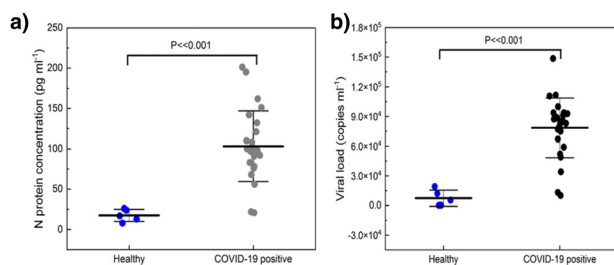 a)
N protein concentration (pg ml⁻¹)
250
200
150
100
50
0
P<<0.001
Healthy
COVID-19 positive
b)
Viral load (copies ml⁻¹)
1.8×10⁵
1.5×10⁵
1.2×10⁵
9.0×10⁴
6.0×10⁴
3.0×10⁴
0.0
-3.0×10⁴
P<<0.001
Healthy
COVID-19 positive